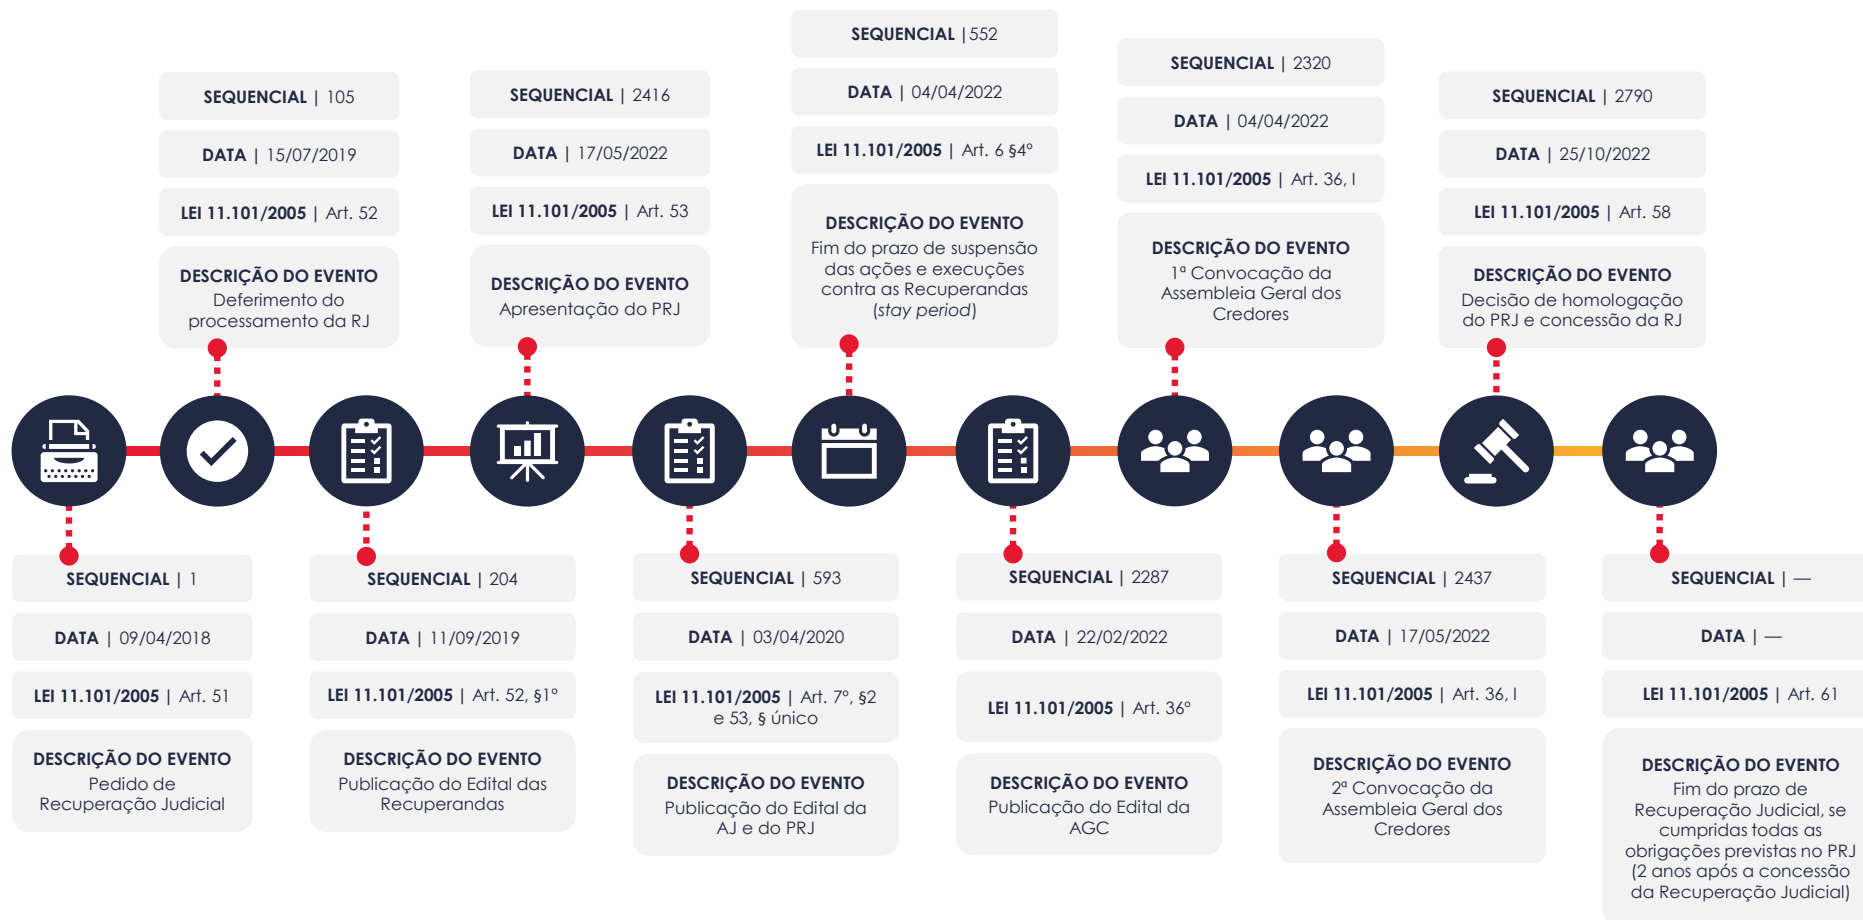 SEQUENCIAL | 1
DATA | 09/04/2018
LEI 11.101/2005 | Art. 51
DESCRIÇÃO DO EVENTO
Pedido de
Recuperação Judicial
SEQUENCIAL | 105
DATA | 15/07/2019
LEI 11.101/2005 | Art. 52
DESCRIÇÃO DO EVENTO
Deferimento do
processamento da RJ
SEQUENCIAL | 204
DATA | 11/09/2019
LEI 11.101/2005 | Art. 52, §1º
DESCRIÇÃO DO EVENTO
Publicação do Edital das
Recuperandas
SEQUENCIAL | 2416
DATA | 17/05/2022
LEI 11.101/2005 | Art. 53
DESCRIÇÃO DO EVENTO
Apresentação do PRJ
SEQUENCIAL | 593
DATA | 03/04/2020
LEI 11.101/2005 | Art. 7º, §2
e 53, § único
DESCRIÇÃO DO EVENTO
Publicação do Edital da
AJ e do PRJ
SEQUENCIAL |552
DATA | 04/04/2022
LEI 11.101/2005 | Art. 6 §4º
DESCRIÇÃO DO EVENTO
Fim do prazo de suspensão
das ações e execuções
contra as Recuperandas
(stay period)
SEQUENCIAL | 2287
DATA | 22/02/2022
LEI 11.101/2005 | Art. 36º
DESCRIÇÃO DO EVENTO
Publicação do Edital da
AGC
SEQUENCIAL | 2320
DATA | 04/04/2022
LEI 11.101/2005 | Art. 36, I
DESCRIÇÃO DO EVENTO
1ª Convocação da
Assembleia Geral dos
Credores
SEQUENCIAL | 2437
DATA | 17/05/2022
LEI 11.101/2005 | Art. 36, I
DESCRIÇÃO DO EVENTO
2ª Convocação da
Assembleia Geral dos
Credores
SEQUENCIAL | 2790
DATA | 25/10/2022
LEI 11.101/2005 | Art. 58
DESCRIÇÃO DO EVENTO
Decisão de homologação
do PRJ e concessão da RJ
SEQUENCIAL | —
DATA | —
LEI 11.101/2005 | Art. 61
DESCRIÇÃO DO EVENTO
Fim do prazo de
Recuperação Judicial, se
cumpridas todas as
obrigações previstas no PRJ
(2 anos após a concessão
da Recuperação Judicial)